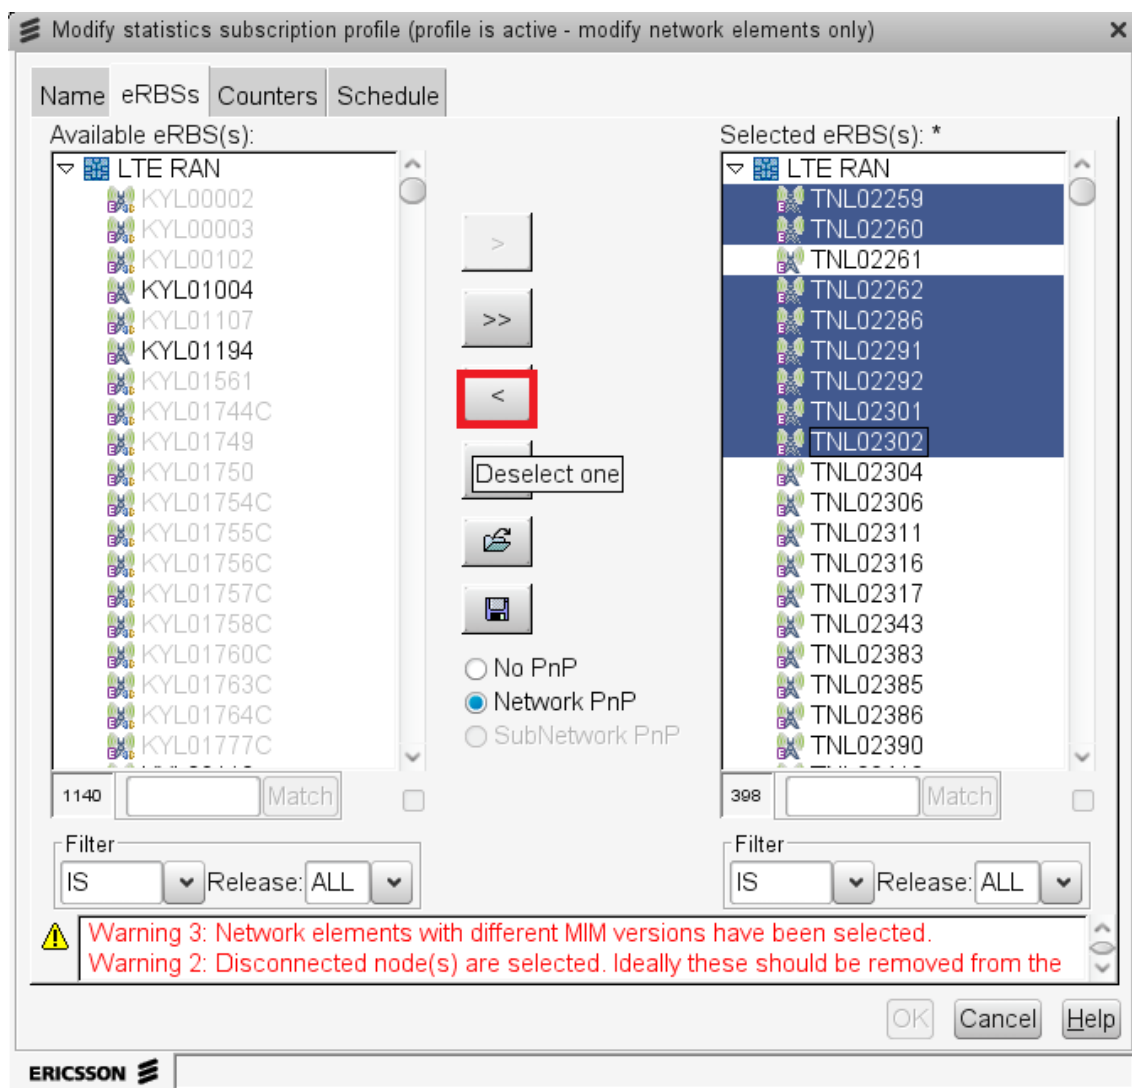 Modify statistics subscription profile (profile is active - modify network elements only)
Name eRBSs Counters Schedule
Available eRBS(s):
LTE RAN
KYL00002
KYL00003
KYL00102
KYL01004
KYL01107
KYL01194
KYL01561
KYL01744C
KYL01749
KYL01750
KYL01754C
KYL01755C
KYL01756C
KYL01757C
KYL01758C
KYL01760C
KYL01763C
KYL01764C
KYL01777C
1140 Match
Filter
IS Release: ALL
>
>>
<
Deselect one
No PnP
Network PnP
SubNetwork PnP
Selected eRBS(s): *
LTE RAN
TNL02259
TNL02260
TNL02261
TNL02262
TNL02286
TNL02291
TNL02292
TNL02301
TNL02302
TNL02304
TNL02306
TNL02311
TNL02316
TNL02317
TNL02343
TNL02383
TNL02385
TNL02386
TNL02390
398 Match
Filter
IS Release: ALL
Warning 3: Network elements with different MIM versions have been selected.
Warning 2: Disconnected node(s) are selected. Ideally these should be removed from the
OK Cancel Help
ERICSSON